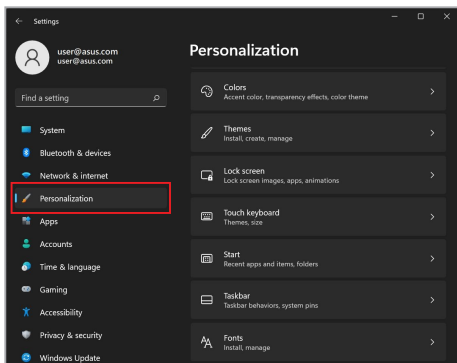 Settings
user@asus.com
user@asus.com
Find a setting
System
Bluetooth & devices
Network & internet
Personalization
Apps
Accounts
Time & language
Gaming
Accessibility
Privacy & security
Windows Update
Personalization
Colors
Accent color, transparency effects, color theme
Themes
Install, create, manage
Lock screen
Lock screen images, apps, animations
Touch keyboard
Themes, size
Start
Recent apps and items, folders
Taskbar
Taskbar behaviors, system pins
Fonts
Install, manage